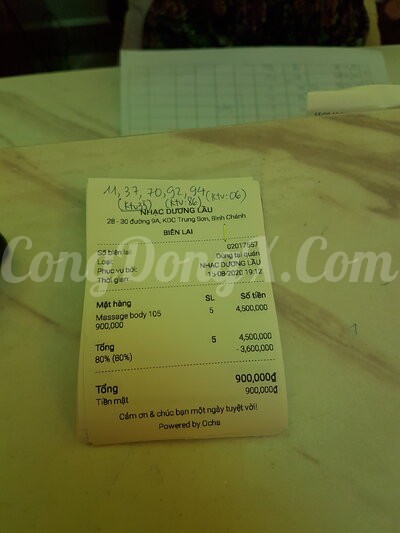 11, 37, 70, 92, 94 (Ktv:06)
(Ktv:86)
NHẠC DƯƠNG LẦU
28 - 30 đường 9A, KDC Trung Sơn, Bình Chánh
BIÊN LAI
Số biên lai 02017557
Loại: Dùng tại quán
Phục vụ bởi: NHẠC DƯƠNG LẦU
Thời gian: 15-08-2020 19:12
CongDongX.Com
Mặt hàng SL Số tiền
Massage body 105 5 4,500,000
900,000
Tổng 5 4,500,000
80% (80%) - 3,600,000
Tổng 900,000₫
Tiền mặt 900,000₫
Cảm ơn & chúc bạn một ngày tuyệt vời!
Powered by Ocha